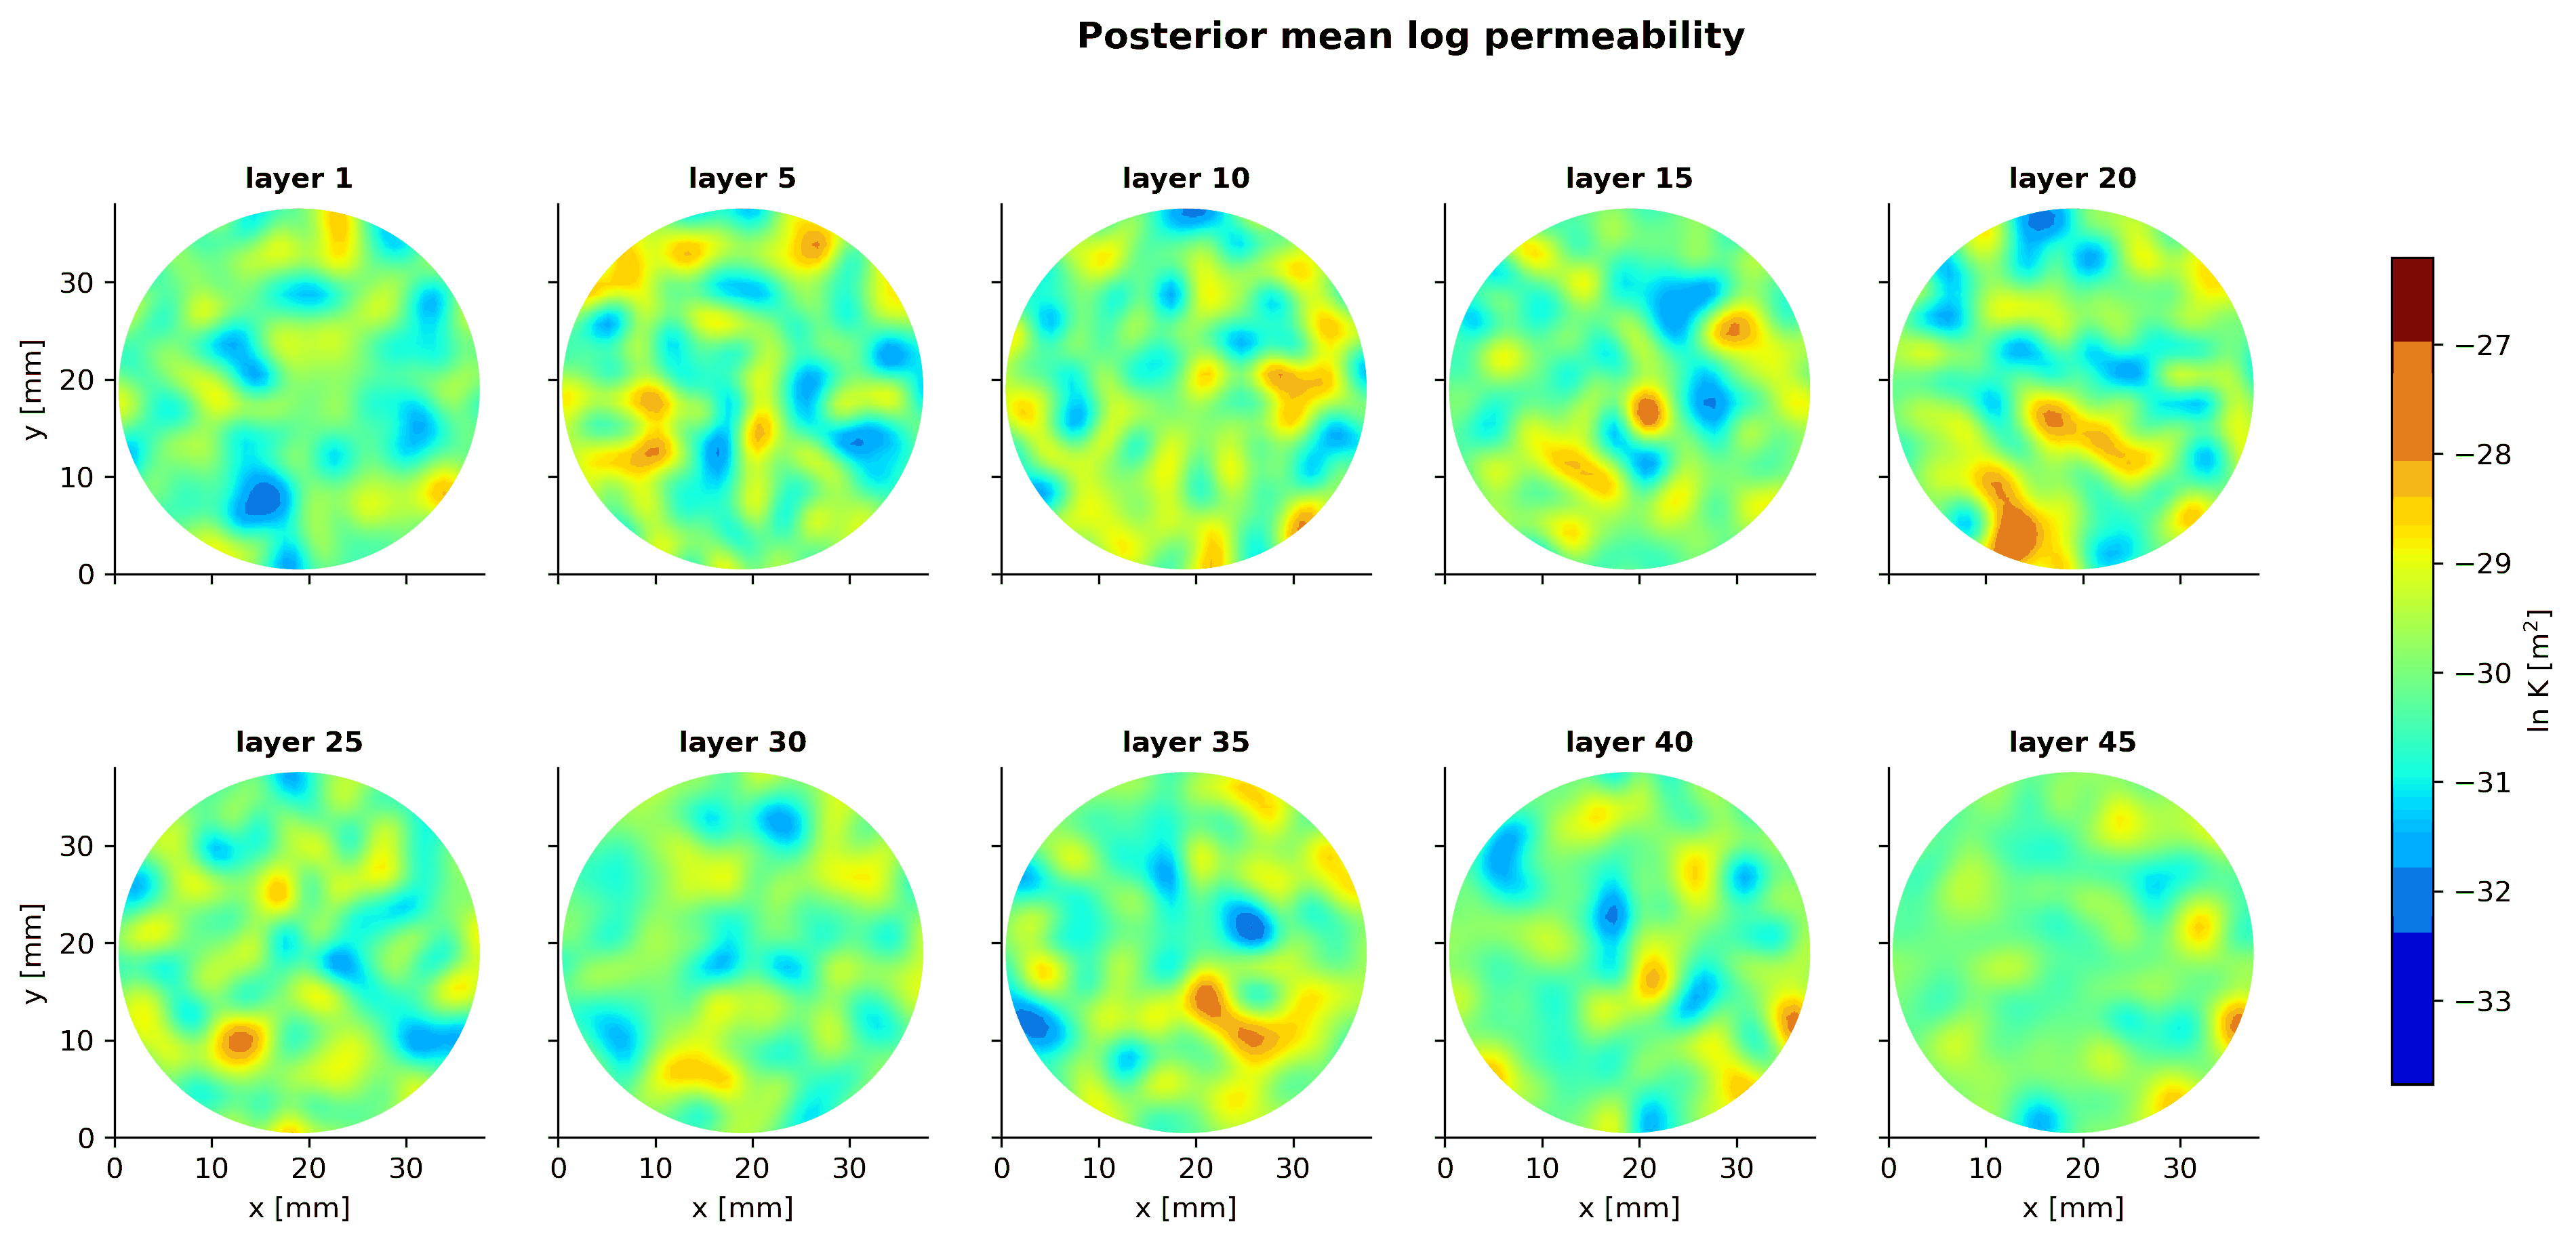 Posterior mean log permeability
layer 1
layer 5
layer 10
layer 15
layer 20
y [mm]
30
20
10
0
layer 25
layer 30
layer 35
layer 40
layer 45
y [mm]
30
20
10
0
0 10 20 30
0 10 20 30
0 10 20 30
0 10 20 30
0 10 20 30
x [mm]
x [mm]
x [mm]
x [mm]
x [mm]
−27
−28
−29
−30
−31
−32
−33
ln K [m²]